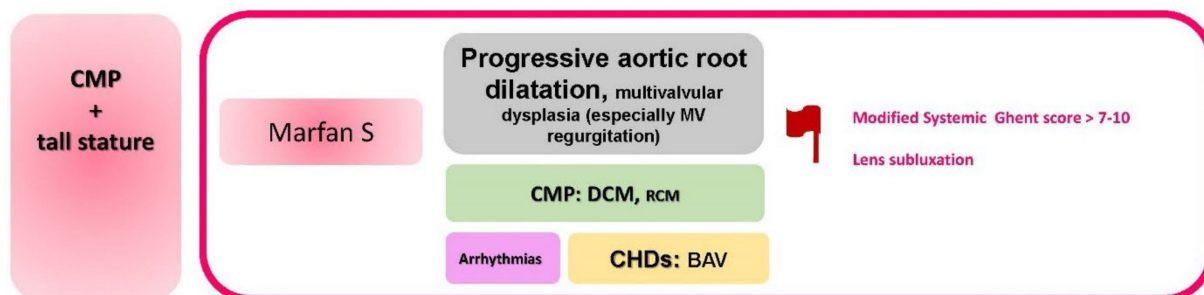 CMP
+
tall stature
Marfan S
Progressive aortic root
dilatation, multivalvular
dysplasia (especially MV
regurgitation)
CMP: DCM, RCM
Arrhythmias
CHDs: BAV
Modified Systemic Ghent score > 7-10
Lens subluxation